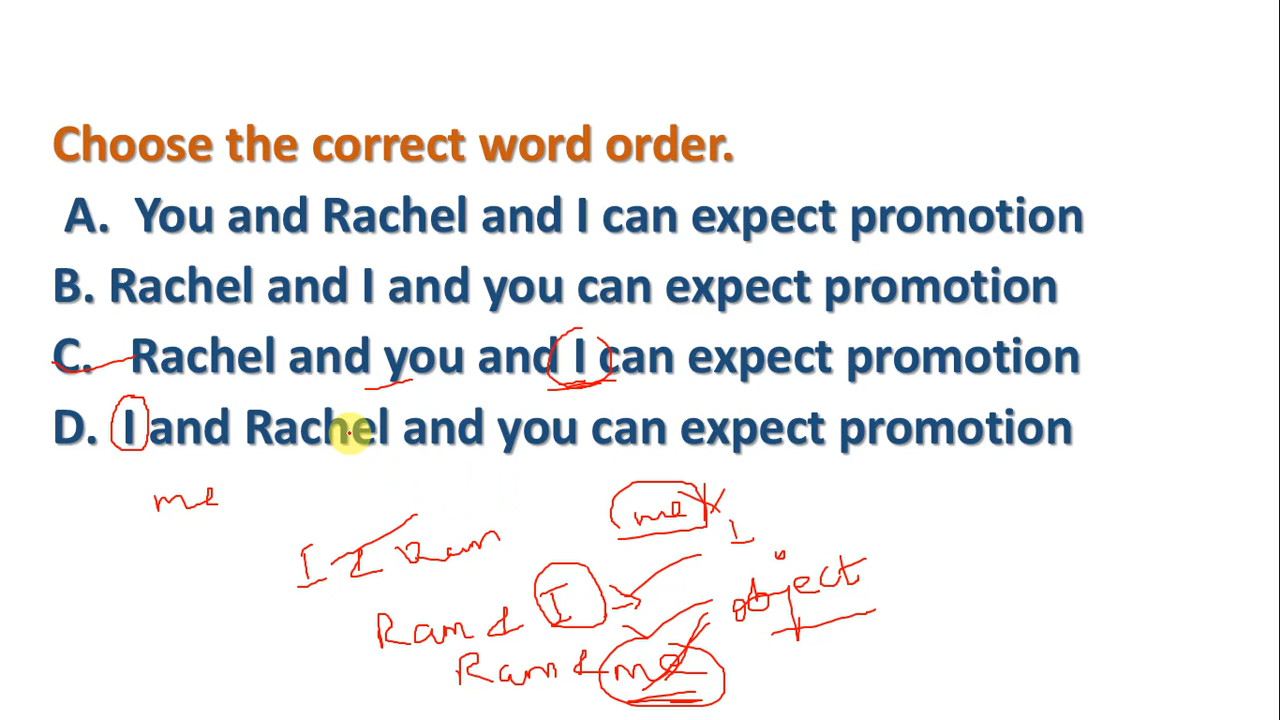 Choose the correct word order.
A. You and Rachel and I can expect promotion
B. Rachel and I and you can expect promotion
C. Rachel and you and I can expect promotion
D. I and Rachel and you can expect promotion
me
me I
I & Ram
Ram & I
object
Ram & me